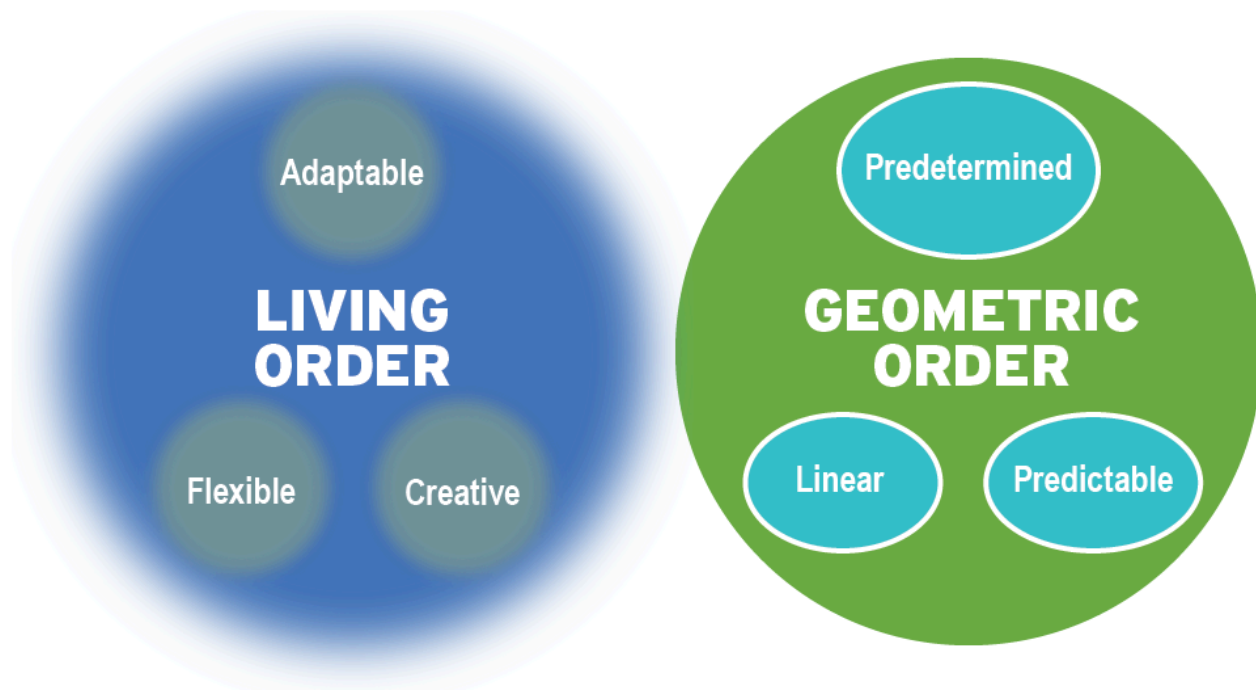 Adaptable
LIVING
ORDER
Flexible
Creative
Predetermined
GEOMETRIC
ORDER
Linear
Predictable